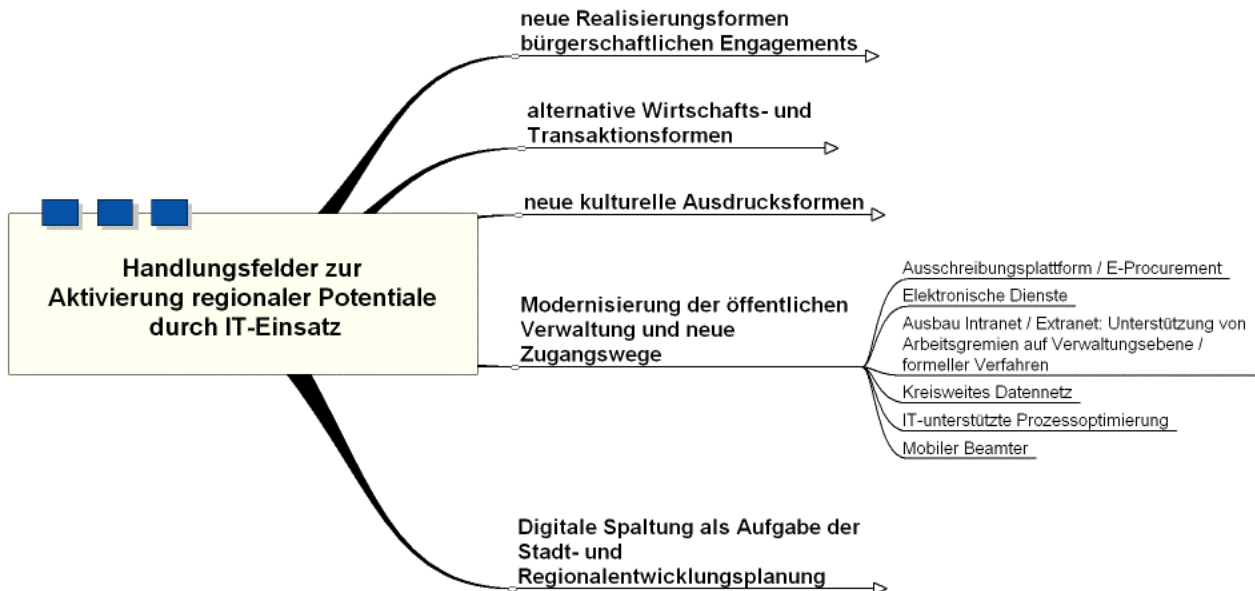 neue Realisierungsformen
bürgerschaftlichen Engagements
alternative Wirtschafts- und
Transaktionsformen
neue kulturelle Ausdrucksformen
Handlungsfelder zur
Aktivierung regionaler Potentiale
durch IT-Einsatz
Modernisierung der öffentlichen
Verwaltung und neue
Zugangswege
Ausschreibungsplattform / E-Procurement
Elektronische Dienste
Ausbau Intranet / Extranet: Unterstützung von
Arbeitsgremien auf Verwaltungsebene /
formeller Verfahren
Kreisweites Datennetz
IT-unterstützte Prozessoptimierung
Mobiler Beamter
Digitale Spaltung als Aufgabe der
Stadt- und
Regionalentwicklungsplanung